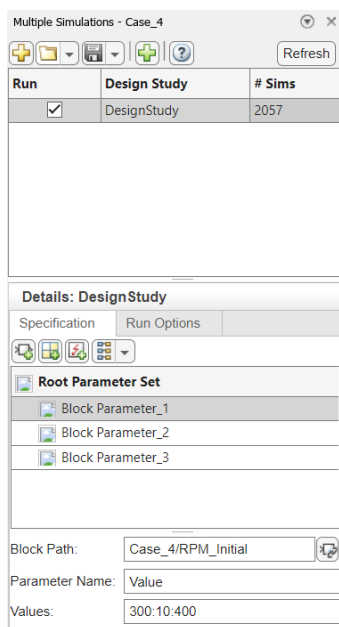 Multiple Simulations - Case_4
Refresh
Run Design Study # Sims
DesignStudy 2057
Details: DesignStudy
Specification Run Options
Root Parameter Set
Block Parameter_1
Block Parameter_2
Block Parameter_3
Block Path: Case_4/RPM_Initial
Parameter Name: Value
Values: 300:10:400